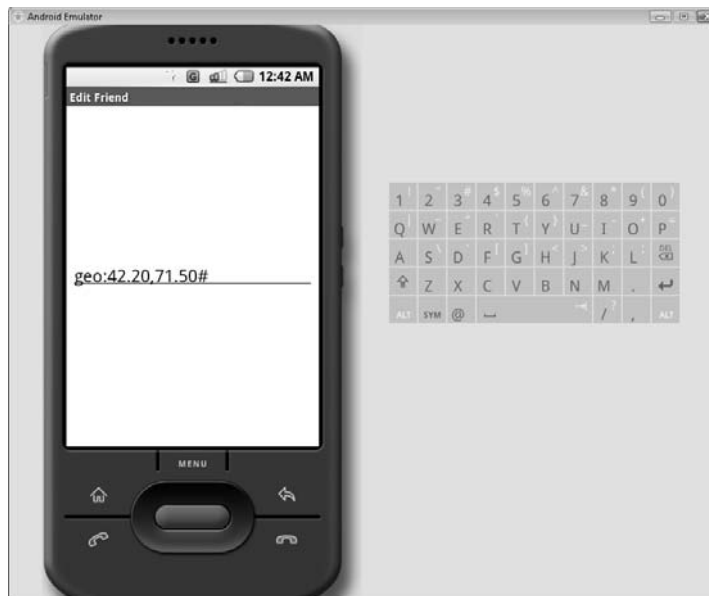 Android Emulator
G 12:42 AM
Edit Friend
geo:42.20,71.50#
MENU
1 ! 2 3 # 4 $ 5 % 6 ^ 7 & 8 * 9 ( 0 )
Q | W E R T { Y } U - I O P
A S \ D F [ G ] H < J > K L DEL
Z X C V B N M .
ALT SYM @ / ? , ALT